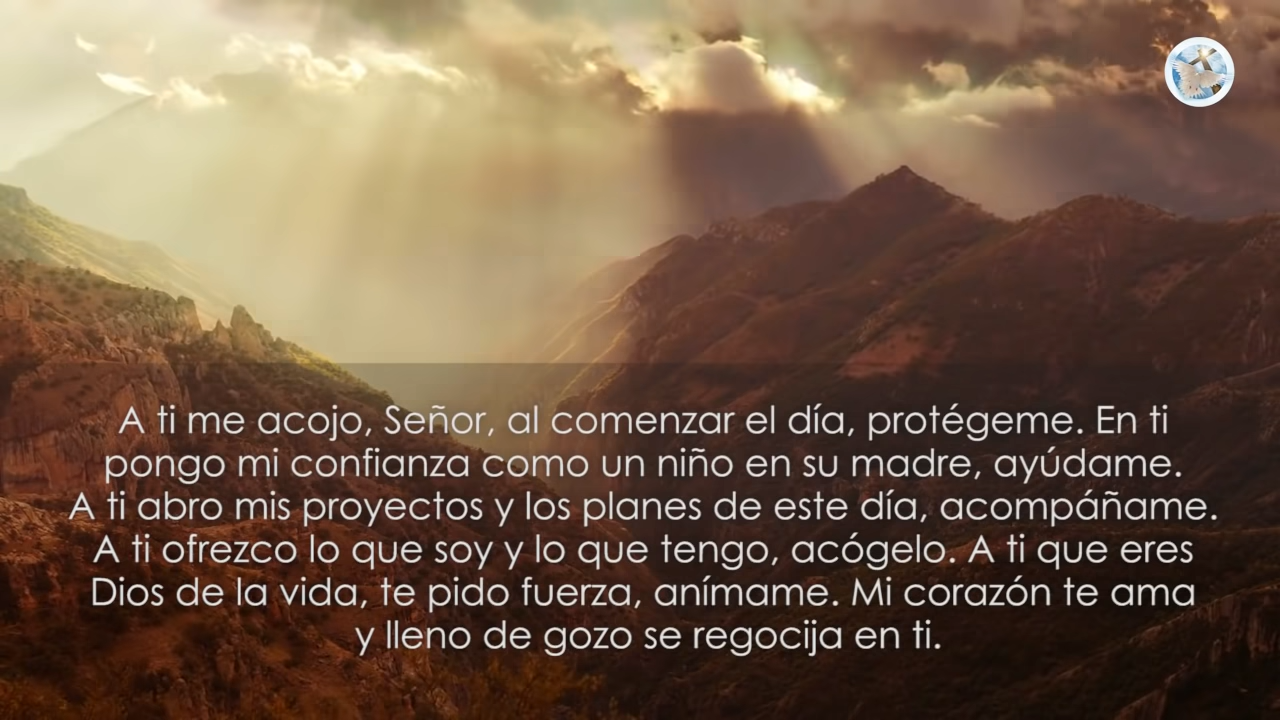 A ti me acojo, Señor, al comenzar el día, protégeme. En ti
pongo mi confianza como un niño en su madre, ayúdame.
A ti abro mis proyectos y los planes de este día, acompáñame.
A ti ofrezco lo que soy y lo que tengo, acógelo. A ti que eres
Dios de la vida, te pido fuerza, anímame. Mi corazón te ama
y lleno de gozo se regocija en ti.